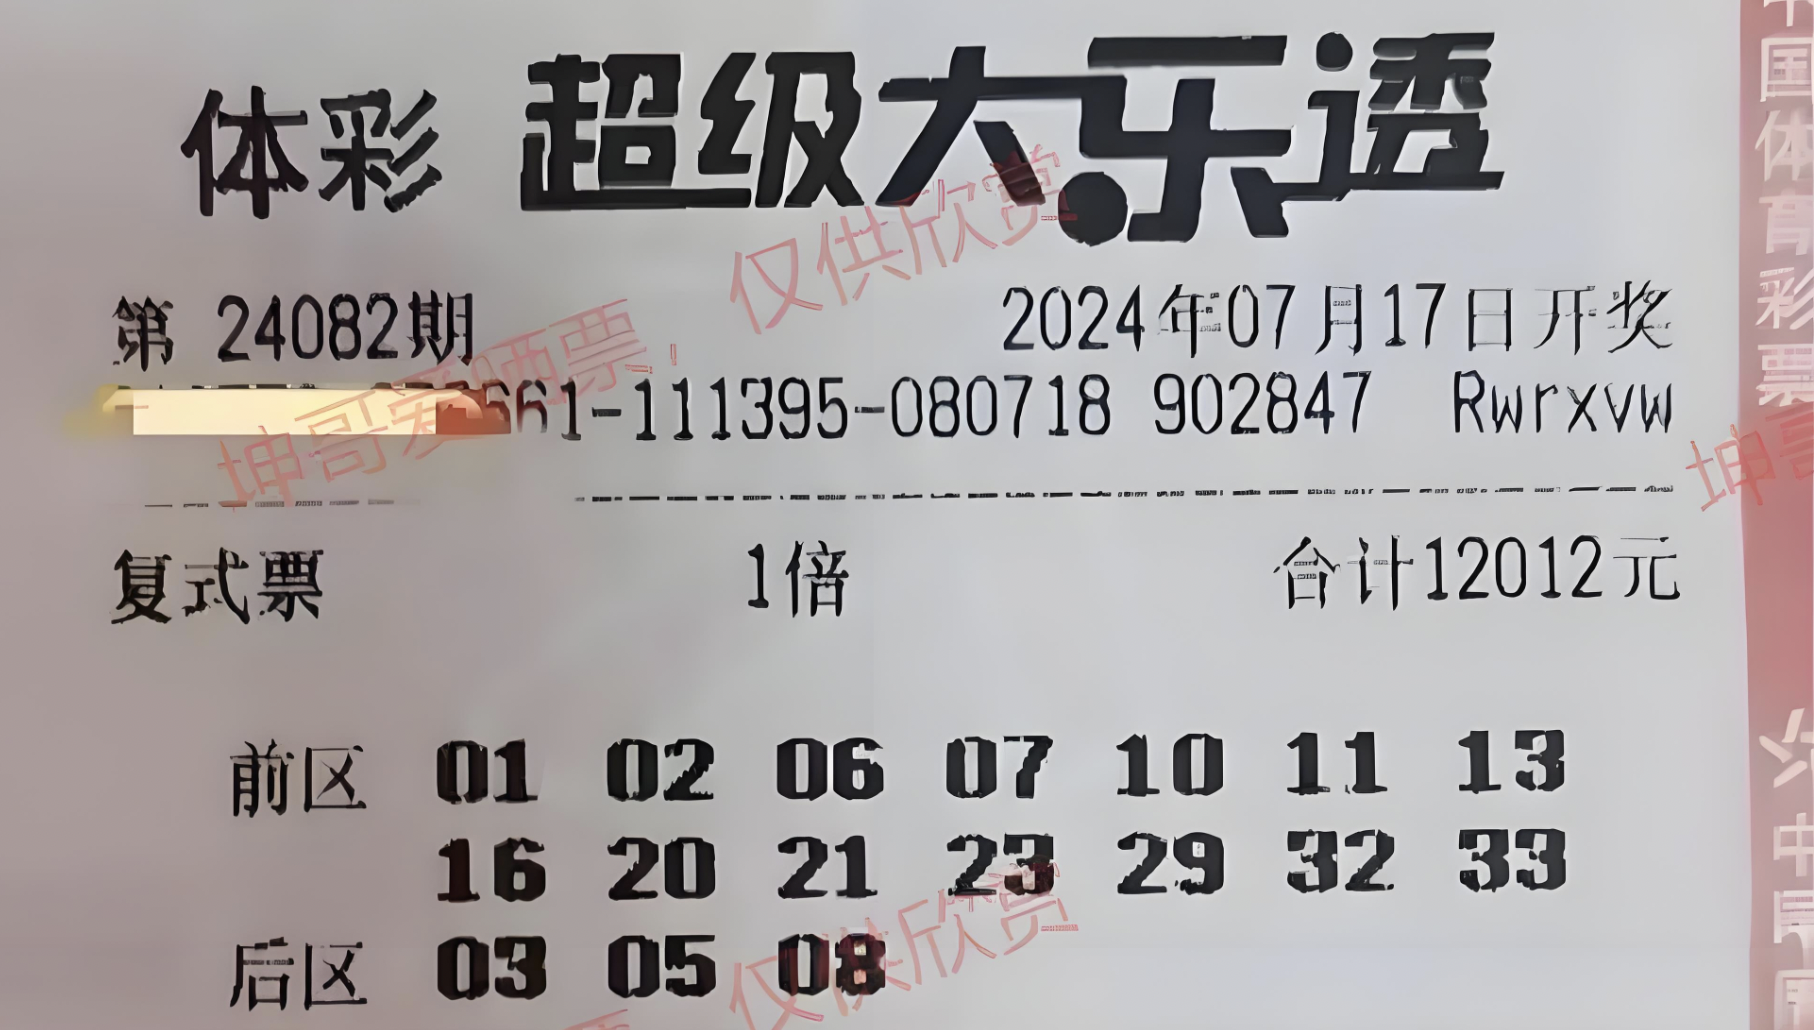 体彩 超级大乐透
第 24082期 2024年07月17日开奖
661-111395-080718 902847 Rwrxvw
复式票 1倍 合计12012元
前区 01 02 06 07 10 11 13
16 20 21 23 29 32 33
后区 03 05 08
坤哥爱晒票,仅供欣赏
仅供欣赏
坤哥
中国体育彩票
中国